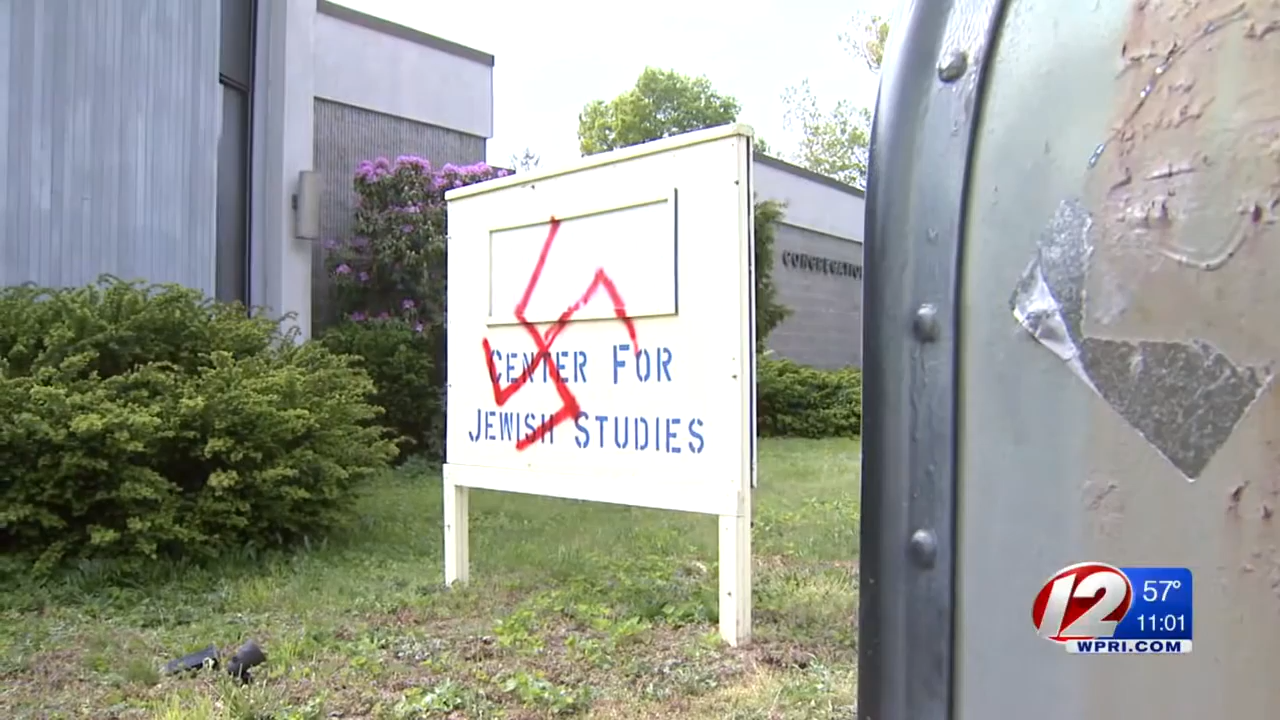 CONGREGATION
CENTER FOR
JEWISH STUDIES
12
57°
11:01
WPRI.COM